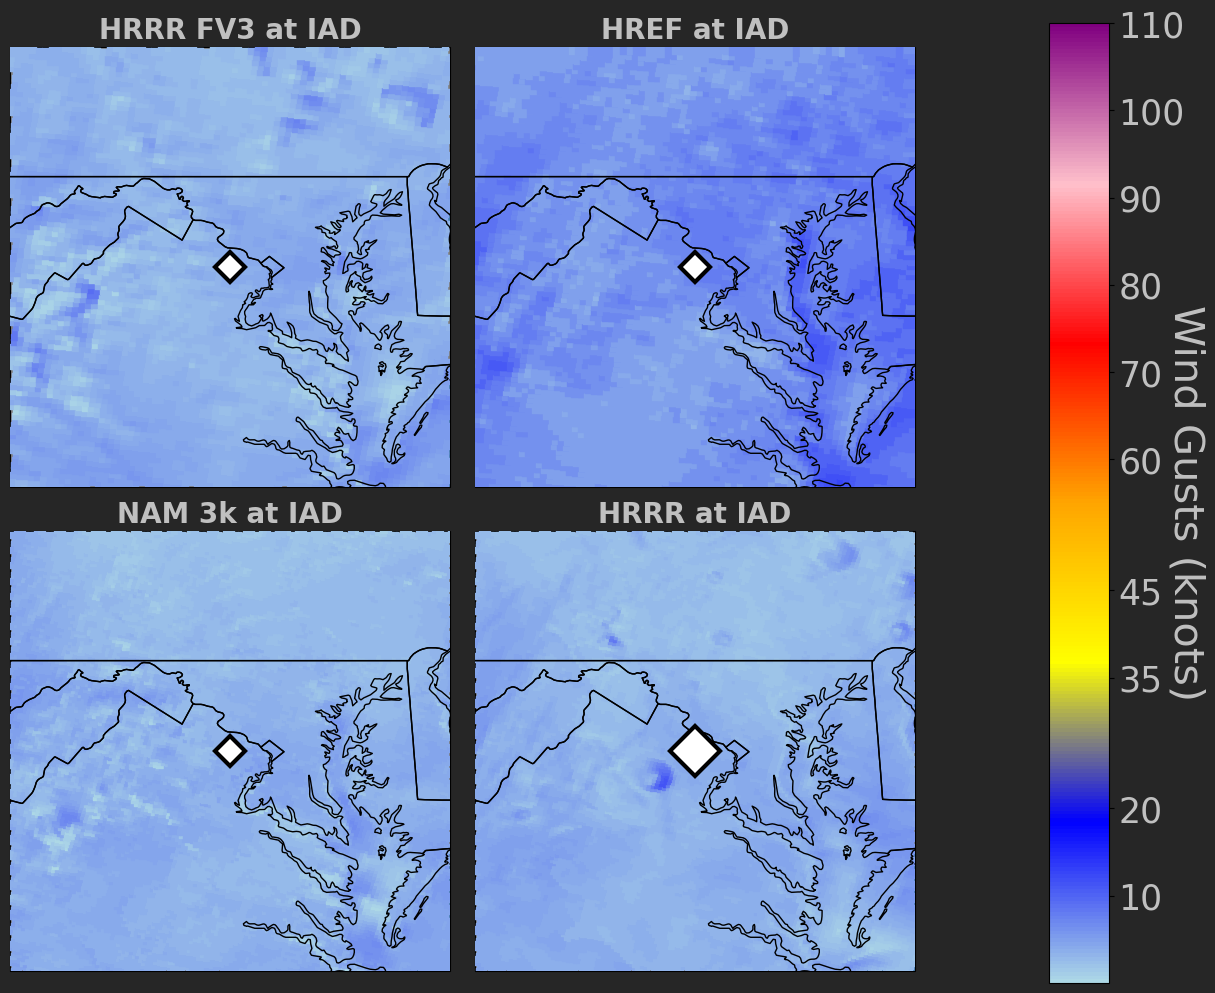 HRRR FV3 at IAD
HREF at IAD
NAM 3k at IAD
HRRR at IAD
110
100
90
80
70
60
45
35
20
10
Wind Gusts (knots)